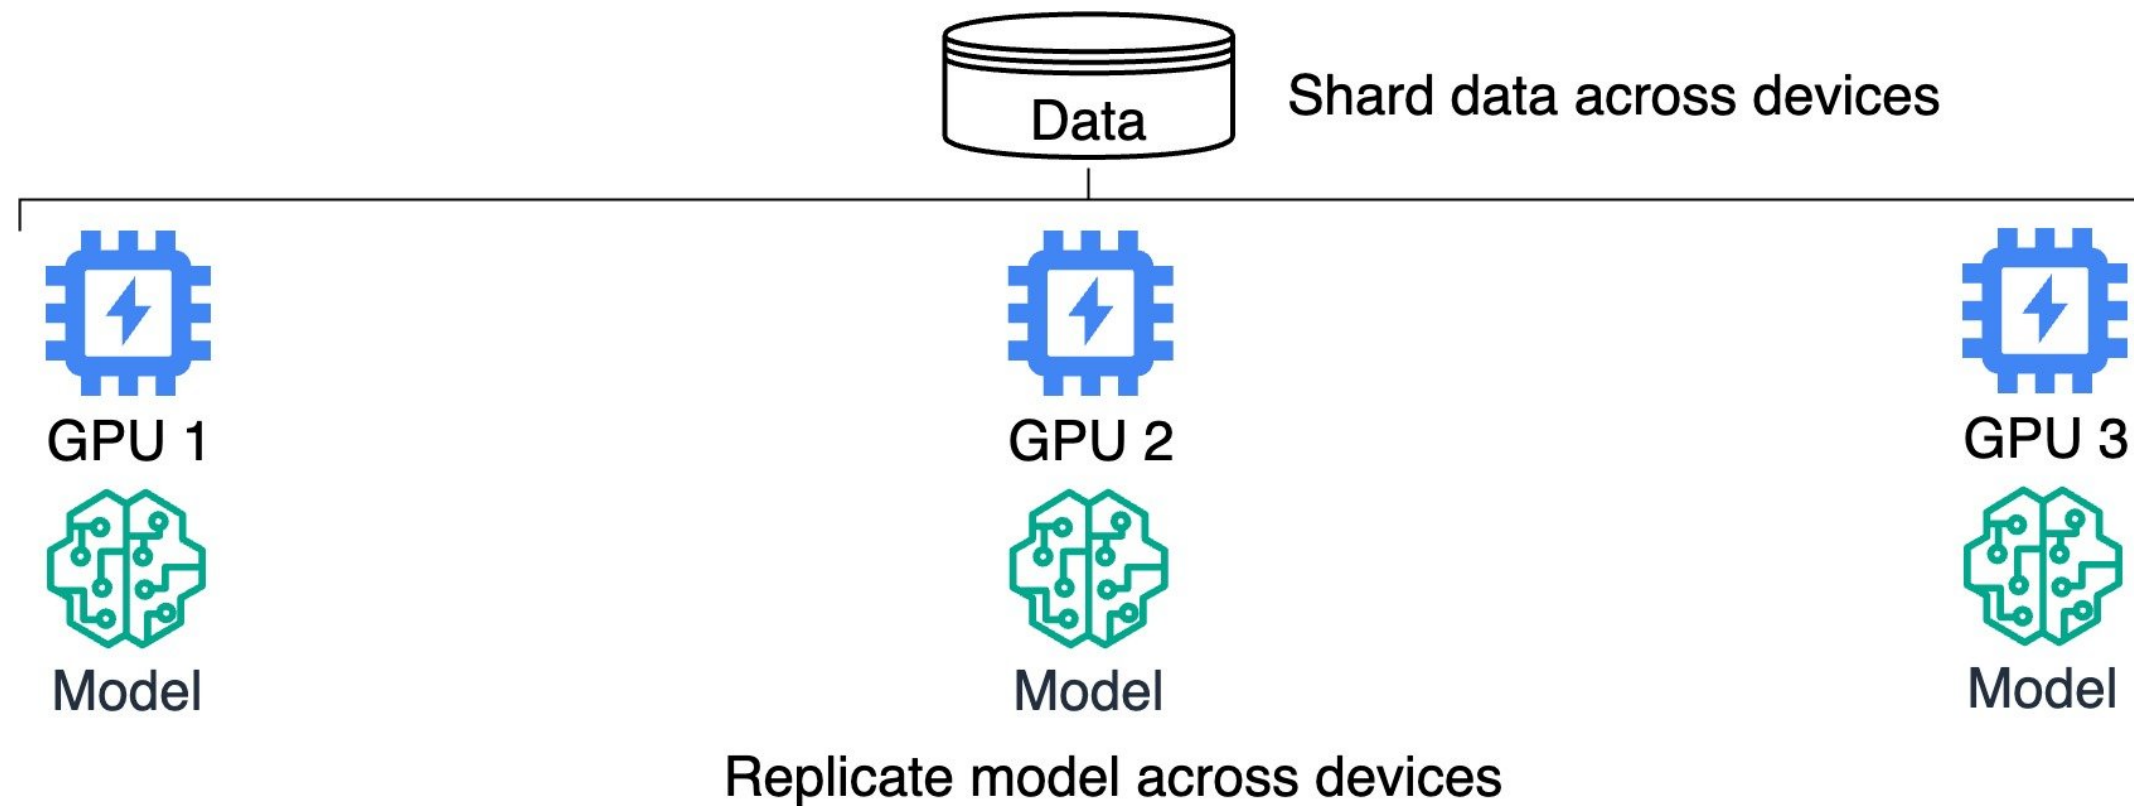 Data
Shard data across devices
GPU 1
GPU 2
GPU 3
Model
Model
Model
Replicate model across devices